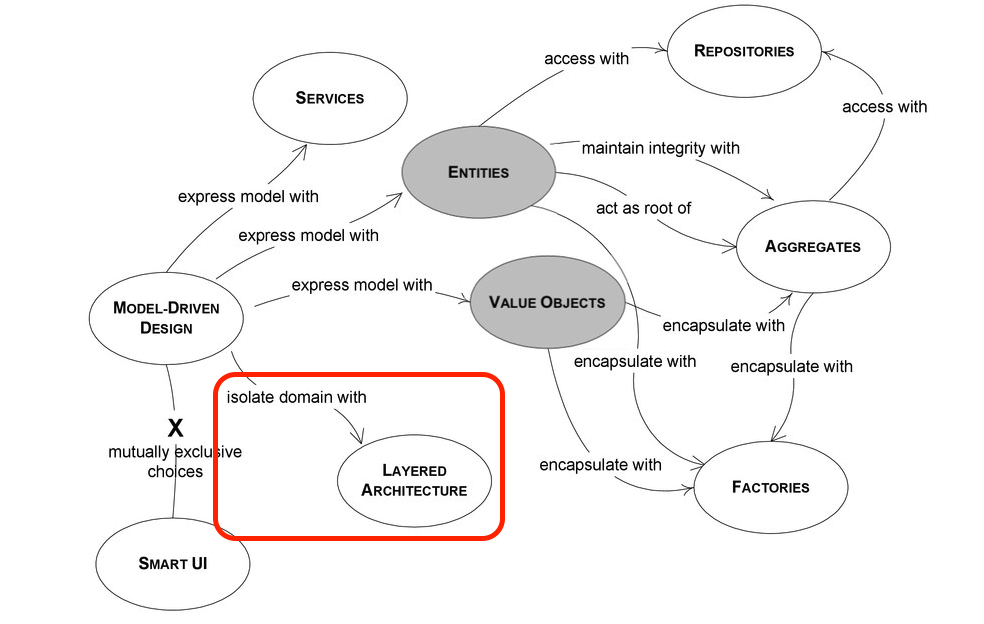 REPOSITORIES
access with
SERVICES
access with
maintain integrity with
ENTITIES
express model with
act as root of
express model with
AGGREGATES
express model with
VALUE OBJECTS
MODEL-DRIVEN
DESIGN
encapsulate with
encapsulate with
encapsulate with
isolate domain with
X
mutually exclusive
choices
encapsulate with
LAYERED
ARCHITECTURE
FACTORIES
SMART UI